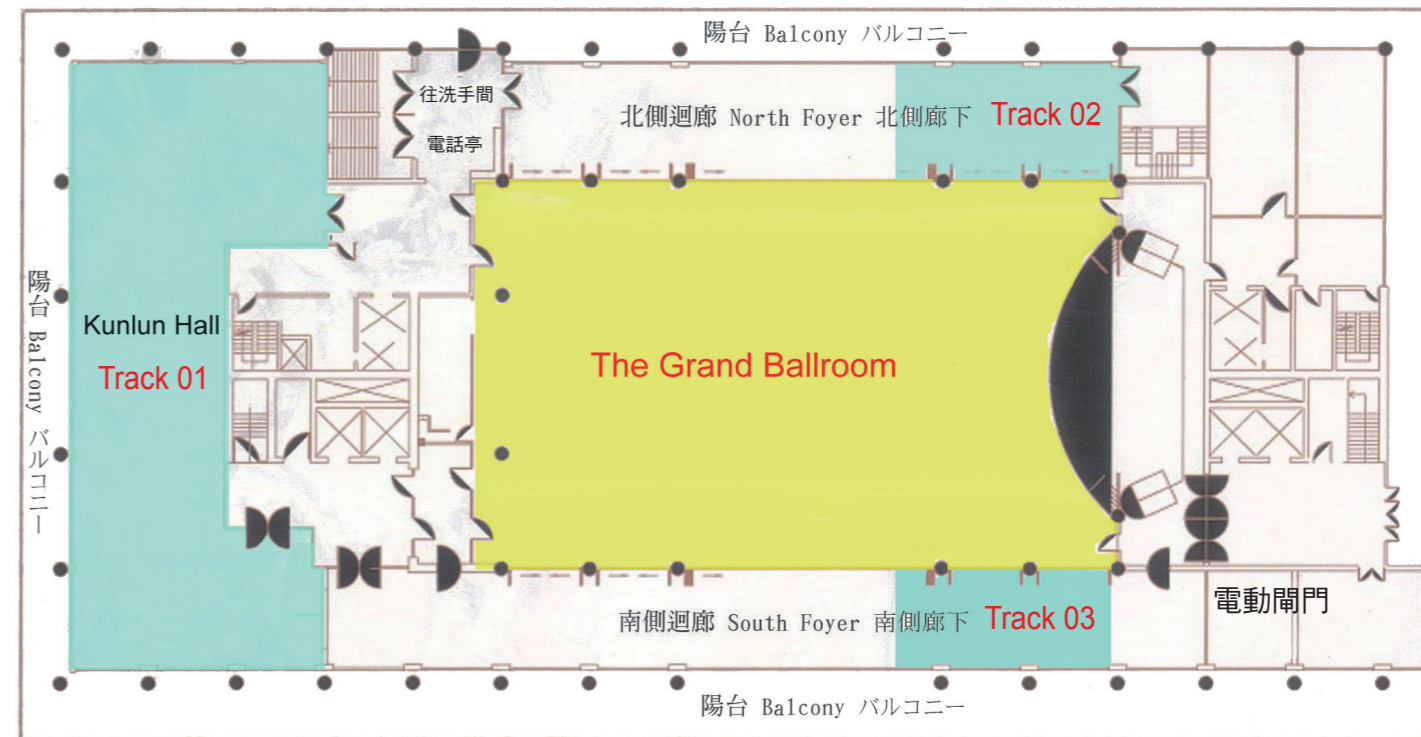 陽台 Balcony バルコニー
往洗手間
北側迴廊 North Foyer 北側廊下 Track 02
電話亭
陽台 Balcony バルコニー
Kunlun Hall
Track 01
The Grand Ballroom
電動閘門
南側迴廊 South Foyer 南側廊下 Track 03
陽台 Balcony バルコニー